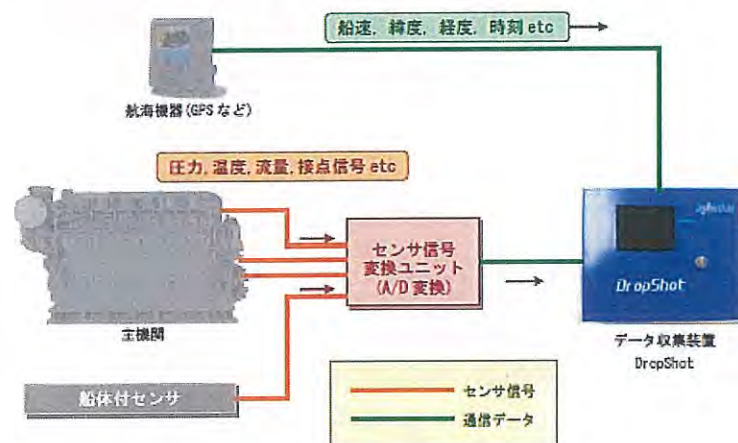 船速, 緯度, 経度, 時刻 etc
航海機器(GPSなど)
圧力, 温度, 流量, 接点信号 etc
センサ信号
変換ユニット
(A/D 変換)
主機関
船体付センサ
DropShot
データ収集装置
DropShot
センサ信号
通信データ